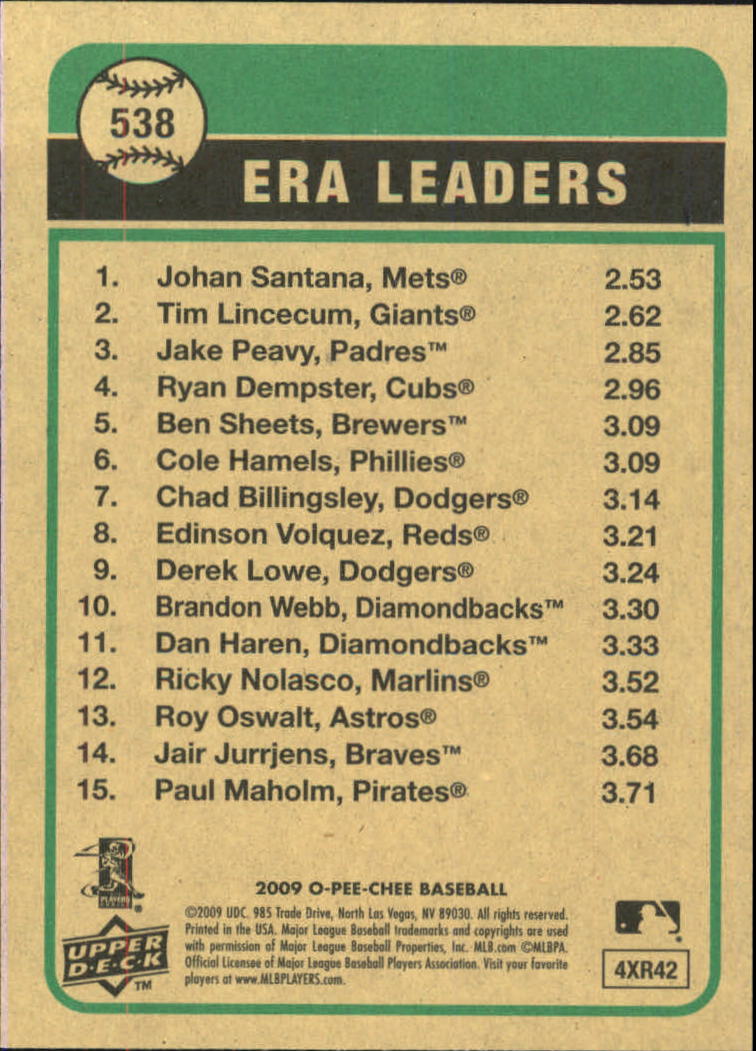 538
ERA LEADERS
1. Johan Santana, Mets® 2.53
2. Tim Lincecum, Giants® 2.62
3. Jake Peavy, Padres™ 2.85
4. Ryan Dempster, Cubs® 2.96
5. Ben Sheets, Brewers™ 3.09
6. Cole Hamels, Phillies® 3.09
7. Chad Billingsley, Dodgers® 3.14
8. Edinson Volquez, Reds® 3.21
9. Derek Lowe, Dodgers® 3.24
10. Brandon Webb, Diamondbacks™ 3.30
11. Dan Haren, Diamondbacks™ 3.33
12. Ricky Nolasco, Marlins® 3.52
13. Roy Oswalt, Astros® 3.54
14. Jair Jurrjens, Braves™ 3.68
15. Paul Maholm, Pirates® 3.71
2009 O-PEE-CHEE BASEBALL
©2009 UDC. 985 Trade Drive, North Las Vegas, NV 89030. All rights reserved.
Printed in the USA. Major League Baseball trademarks and copyrights are used
with permission of Major League Baseball Properties, Inc. MLB.com ©MLBPA.
Official Licensee of Major League Baseball Players Association. Visit your favorite
players at www.MLBPLAYERS.com.
UPPER
D·E·C·K
™
4XR42